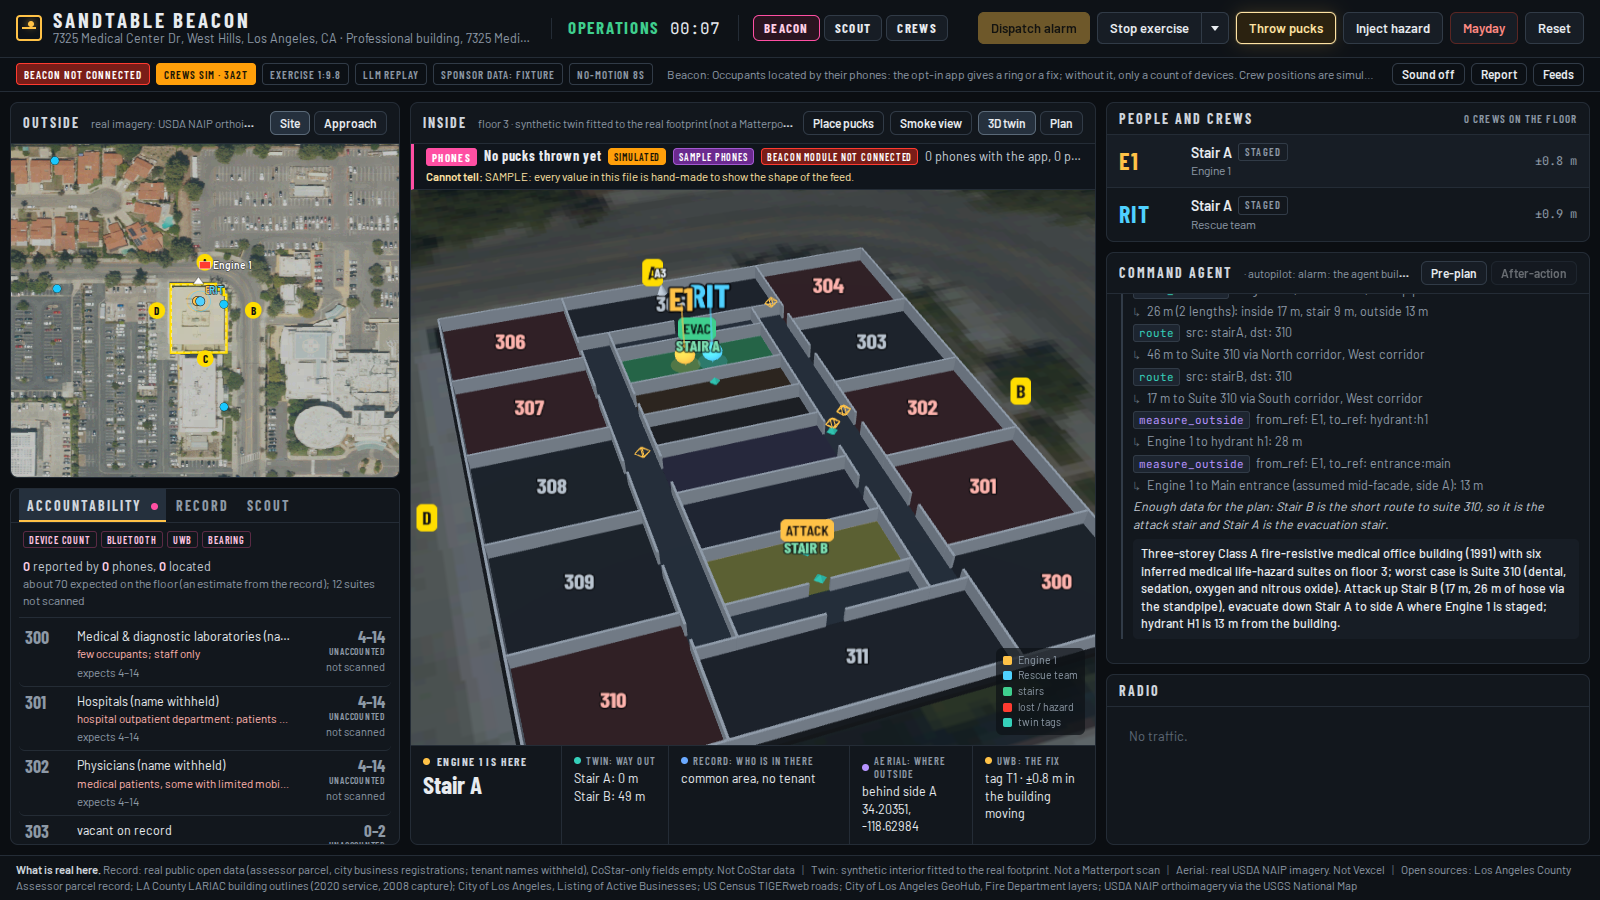 SANDTABLE BEACON
7325 Medical Center Dr, West Hills, Los Angeles, CA · Professional building, 7325 Medi...
OPERATIONS 00:07
BEACON SCOUT CREWS
Dispatch alarm Stop exercise Throw pucks Inject hazard Mayday Reset
BEACON NOT CONNECTED CREWS SIM · 3A2T EXERCISE 1:9.8 LLM REPLAY SPONSOR DATA: FIXTURE NO-MOTION 8S Beacon: Occupants located by their phones: the opt-in app gives a ring or a fix; without it, only a count of devices. Crew positions are simul...
Sound off Report Feeds
OUTSIDE real imagery: USDA NAIP orthoi... Site Approach
Engine 1
D
B
C
ACCOUNTABILITY RECORD SCOUT
DEVICE COUNT BLUETOOTH UWB BEARING
0 reported by 0 phones, 0 located
about 70 expected on the floor (an estimate from the record); 12 suites
not scanned
300 Medical & diagnostic laboratories (na... 4–14
few occupants; staff only UNACCOUNTED
expects 4–14 not scanned
301 Hospitals (name withheld) 4–14
hospital outpatient department: patients ... UNACCOUNTED
expects 4–14 not scanned
302 Physicians (name withheld) 4–14
medical patients, some with limited mobi... UNACCOUNTED
expects 4–14 not scanned
303 vacant on record 0–2
INSIDE floor 3 · synthetic twin fitted to the real footprint (not a Matterpo... Place pucks Smoke view 3D twin Plan
PHONES No pucks thrown yet SIMULATED SAMPLE PHONES BEACON MODULE NOT CONNECTED 0 phones with the app, 0 p...
Cannot tell: SAMPLE: every value in this file is hand-made to show the shape of the feed.
A3
304
E1 RIT
306
EVAC
STAIR A
303
B
307
302
308
301
D
ATTACK
STAIR B
309
300
311
310
Engine 1
Rescue team
stairs
lost / hazard
twin tags
ENGINE 1 IS HERE
Stair A
TWIN: WAY OUT
Stair A: 0 m
Stair B: 49 m
RECORD: WHO IS IN THERE
common area, no tenant
AERIAL: WHERE
OUTSIDE
behind side A
34.20351,
-118.62984
UWB: THE FIX
tag T1 · ±0.8 m in
the building
moving
PEOPLE AND CREWS 0 CREWS ON THE FLOOR
E1 Stair A STAGED ±0.8 m
Engine 1
RIT Stair A STAGED ±0.9 m
Rescue team
COMMAND AGENT · autopilot: alarm: the agent buil... Pre-plan After-action
↳ 26 m (2 lengths): inside 17 m, stair 9 m, outside 13 m
route src: stairA, dst: 310
↳ 46 m to Suite 310 via North corridor, West corridor
route src: stairB, dst: 310
↳ 17 m to Suite 310 via South corridor, West corridor
measure_outside from_ref: E1, to_ref: hydrant:h1
↳ Engine 1 to hydrant h1: 28 m
measure_outside from_ref: E1, to_ref: entrance:main
↳ Engine 1 to Main entrance (assumed mid-facade, side A): 13 m
Enough data for the plan: Stair B is the short route to suite 310, so it is the
attack stair and Stair A is the evacuation stair.
Three-storey Class A fire-resistive medical office building (1991) with six
inferred medical life-hazard suites on floor 3; worst case is Suite 310 (dental,
sedation, oxygen and nitrous oxide). Attack up Stair B (17 m, 26 m of hose via
the standpipe), evacuate down Stair A to side A where Engine 1 is staged;
hydrant H1 is 13 m from the building.
RADIO
No traffic.
What is real here. Record: real public open data (assessor parcel, city business registrations; tenant names withheld), CoStar-only fields empty. Not CoStar data | Twin: synthetic interior fitted to the real footprint. Not a Matterport scan | Aerial: real USDA NAIP imagery. Not Vexcel | Open sources: Los Angeles County
Assessor parcel record; LA County LARIAC building outlines (2020 service, 2008 capture); City of Los Angeles, Listing of Active Businesses; US Census TIGERweb roads; City of Los Angeles GeoHub, Fire Department layers; USDA NAIP orthoimagery via the USGS National Map